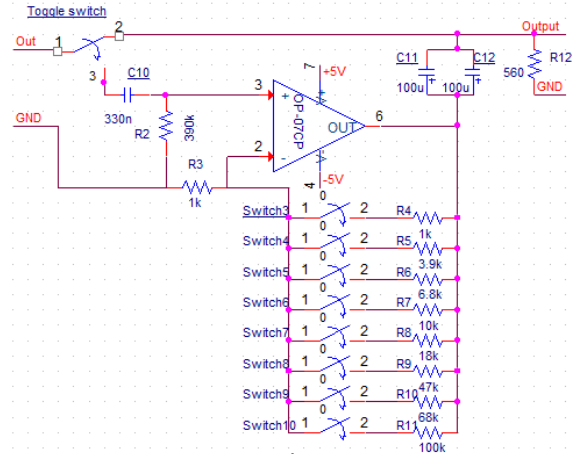 Toggle switch
Out
1
2
Output
3
C10
330n
R2
390k
3
2
+
-
7
+5V
V+
OP-07CP
OUT
6
V-
4
-5V
C11
C12
100u
+
100u
+
R12
560
GND
GND
R3
1k
0
Switch3 1 2 R4
1k
0
Switch4 1 2 R5
3.9k
0
Switch5 1 2 R6
6.8k
0
Switch6 1 2 R7
10k
0
Switch7 1 2 R8
18k
0
Switch8 1 2 R9
47k
0
Switch9 1 2 R10
68k
0
Switch10 1 2 R11
100k